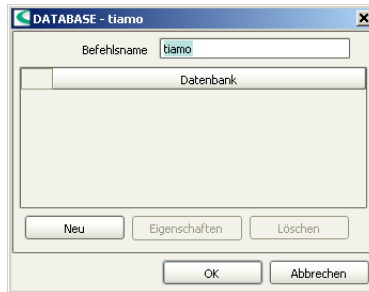 DATABASE - tiamo
Befehlsname tiamo
Datenbank
Neu Eigenschaften Löschen
OK Abbrechen